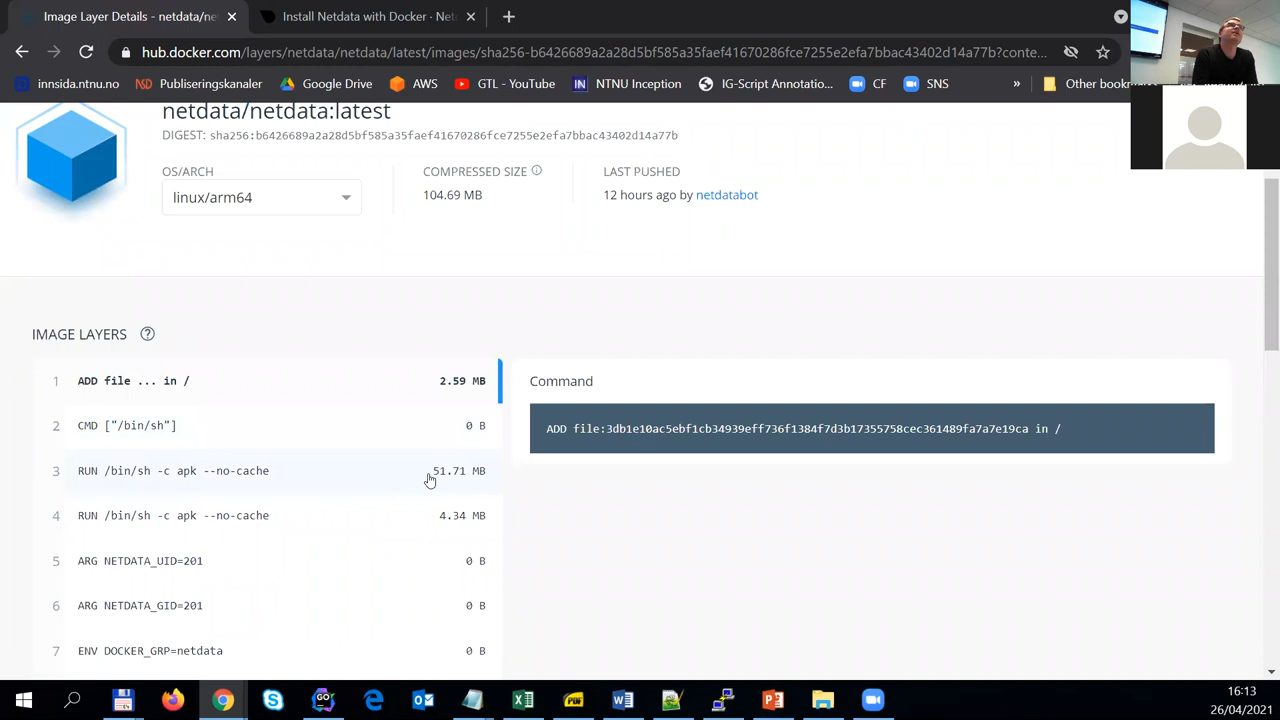 Image Layer Details - netdata/ne
Install Netdata with Docker · Net
hub.docker.com/layers/netdata/netdata/latest/images/sha256-b6426689a2a28d5bf585a35faef41670286fce7255e2efa7bbac43402d14a77b?conte...
innsida.ntnu.no
Publiseringskanaler
Google Drive
AWS
iTL - YouTube
NTNU Inception
IG-Script Annotatio...
CF
SNS
»
Other bookm
netdata/netdata:latest
DIGEST: sha256:b6426689a2a28d5bf585a35faef41670286fce7255e2efa7bbac43402d14a77b
OS/ARCH
COMPRESSED SIZE
LAST PUSHED
linux/arm64
104.69 MB
12 hours ago by netdatabot
IMAGE LAYERS
1 ADD file ... in / 2.59 MB
2 CMD ["/bin/sh"] 0 B
3 RUN /bin/sh -c apk --no-cache 51.71 MB
4 RUN /bin/sh -c apk --no-cache 4.34 MB
5 ARG NETDATA_UID=201 0 B
6 ARG NETDATA_GID=201 0 B
7 ENV DOCKER_GRP=netdata 0 B
Command
ADD file:3db1e10ac5ebf1cb34939eff736f1384f7d3b17355758cec361489fa7a7e19ca in /
16:13
26/04/2021